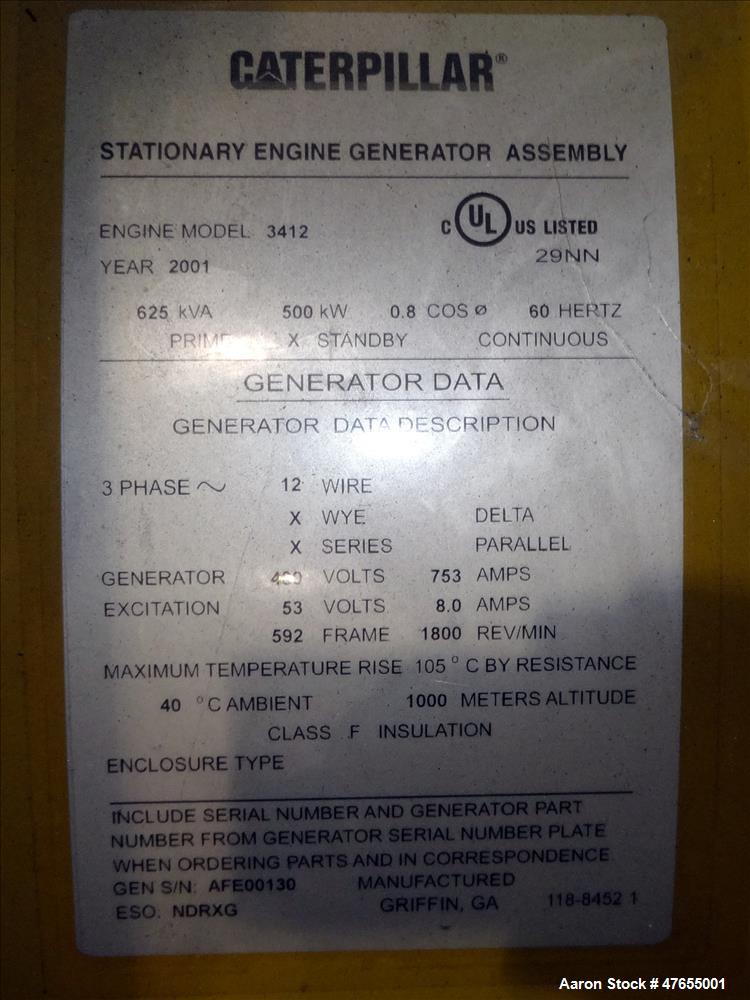 CATERPILLAR®
STATIONARY ENGINE GENERATOR ASSEMBLY
ENGINE MODEL 3412
C UL US LISTED
29NN
YEAR 2001
625 kVA 500 kW 0.8 COS Ø 60 HERTZ
PRIME X STANDBY CONTINUOUS
GENERATOR DATA
GENERATOR DATA DESCRIPTION
3 PHASE ~ 12 WIRE
X WYE DELTA
X SERIES PARALLEL
GENERATOR VOLTS 753 AMPS
EXCITATION 53 VOLTS 8.0 AMPS
592 FRAME 1800 REV/MIN
MAXIMUM TEMPERATURE RISE 105 ° C BY RESISTANCE
40 °C AMBIENT 1000 METERS ALTITUDE
CLASS F INSULATION
ENCLOSURE TYPE
INCLUDE SERIAL NUMBER AND GENERATOR PART
NUMBER FROM GENERATOR SERIAL NUMBER PLATE
WHEN ORDERING PARTS AND IN CORRESPONDENCE.
GEN S/N: AFE00130 MANUFACTURED
ESO: NDRXG GRIFFIN, GA 118-8452 1
Aaron Stock # 47655001